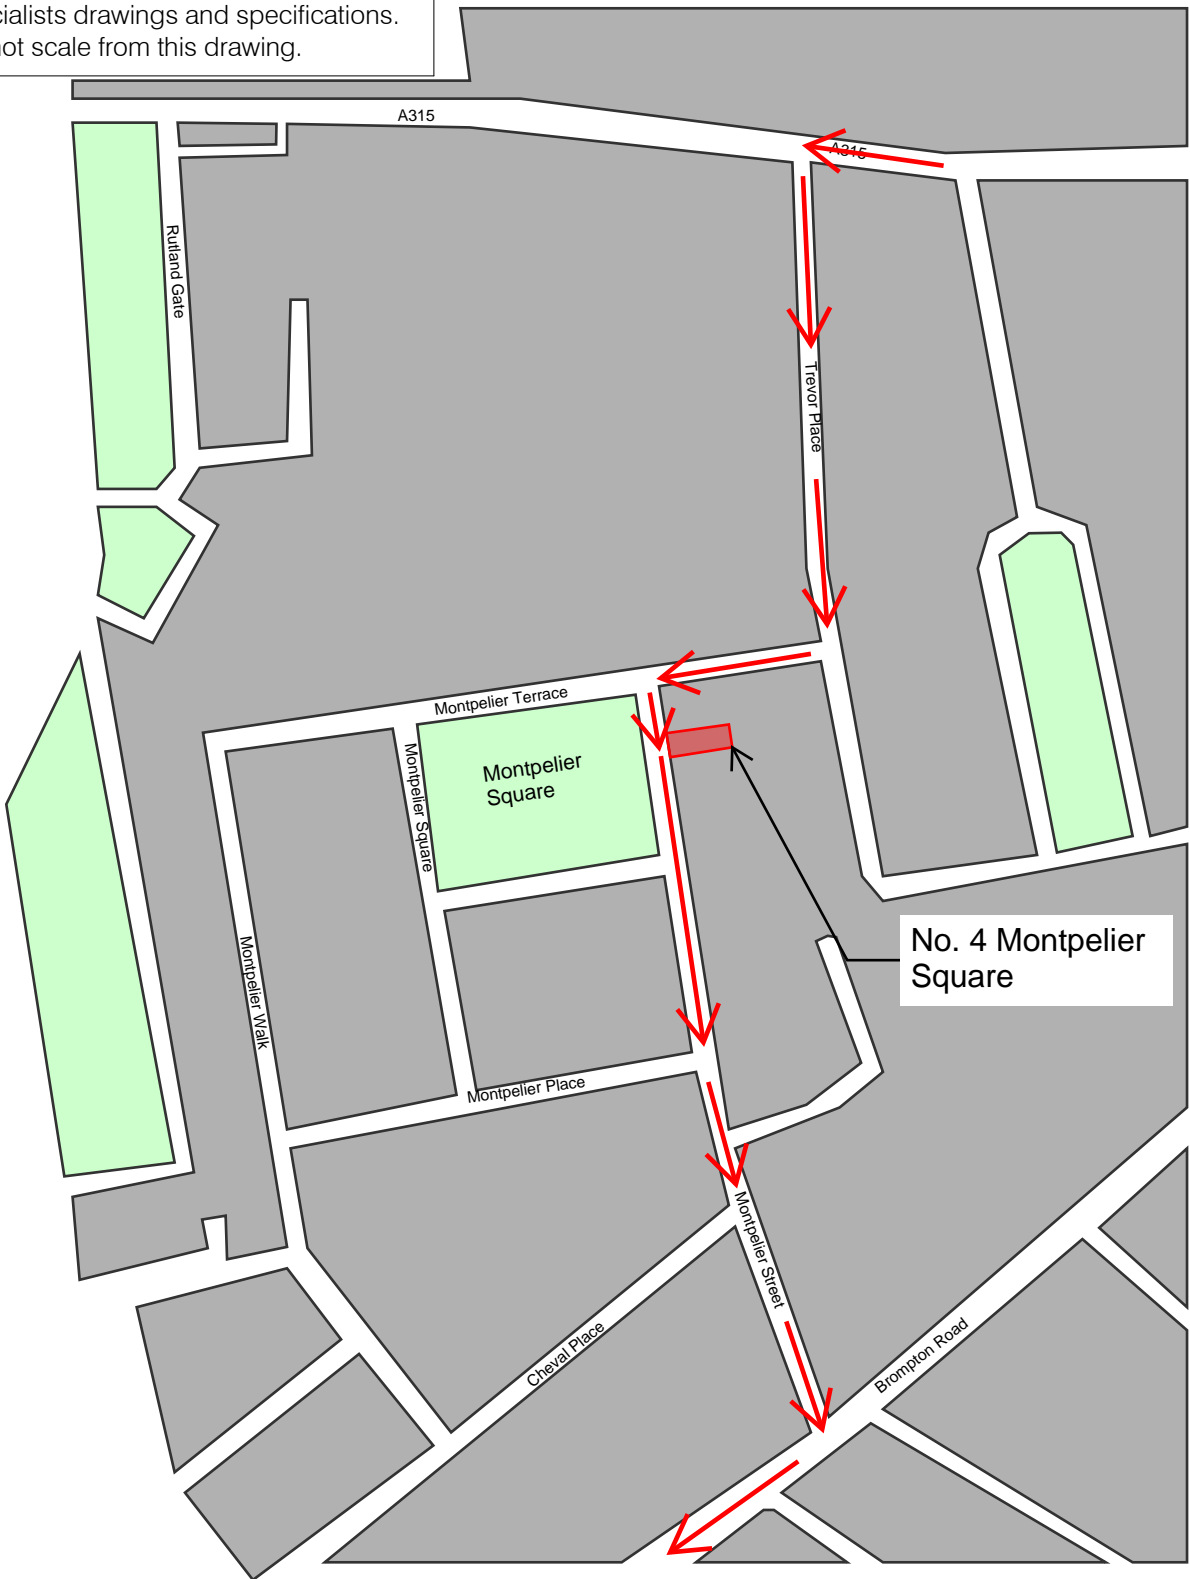 cialists drawings and specifications.
not scale from this drawing.
A315
A315
Rutland Gate
Trevor Place
Montpelier Terrace
Montpelier
Square
Montpelier Square
No. 4 Montpelier
Square
Montpelier Walk
Montpelier Place
Montpelier Street
Cheval Place
Brompton Road